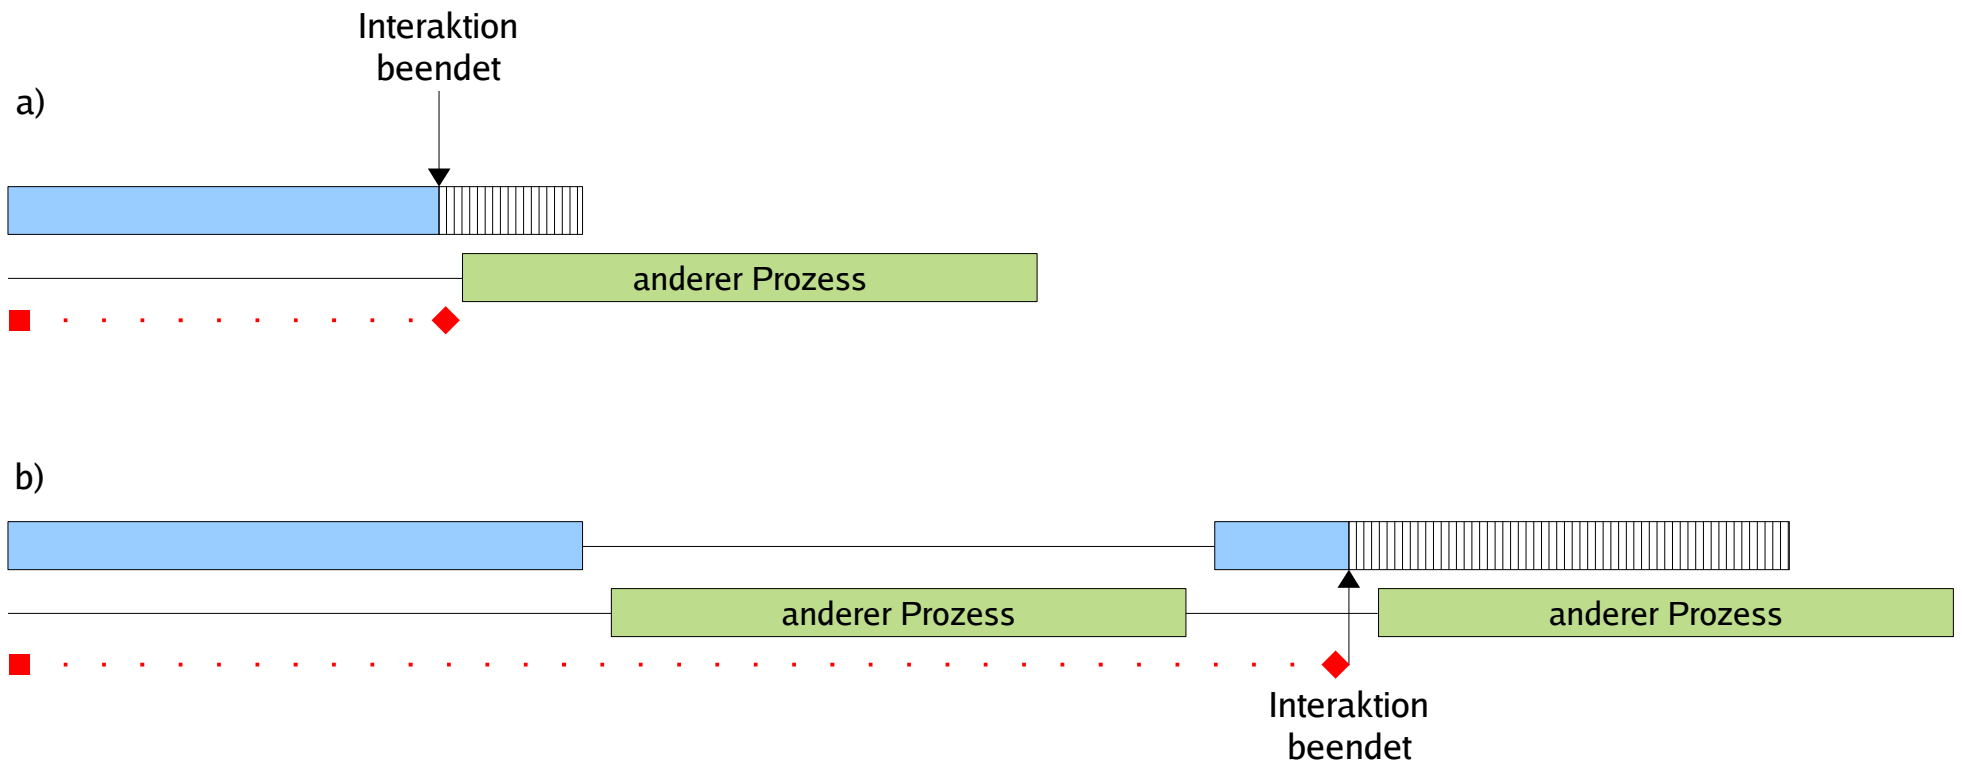 Interaktion
beendet
a)
anderer Prozess
b)
anderer Prozess
anderer Prozess
Interaktion
beendet